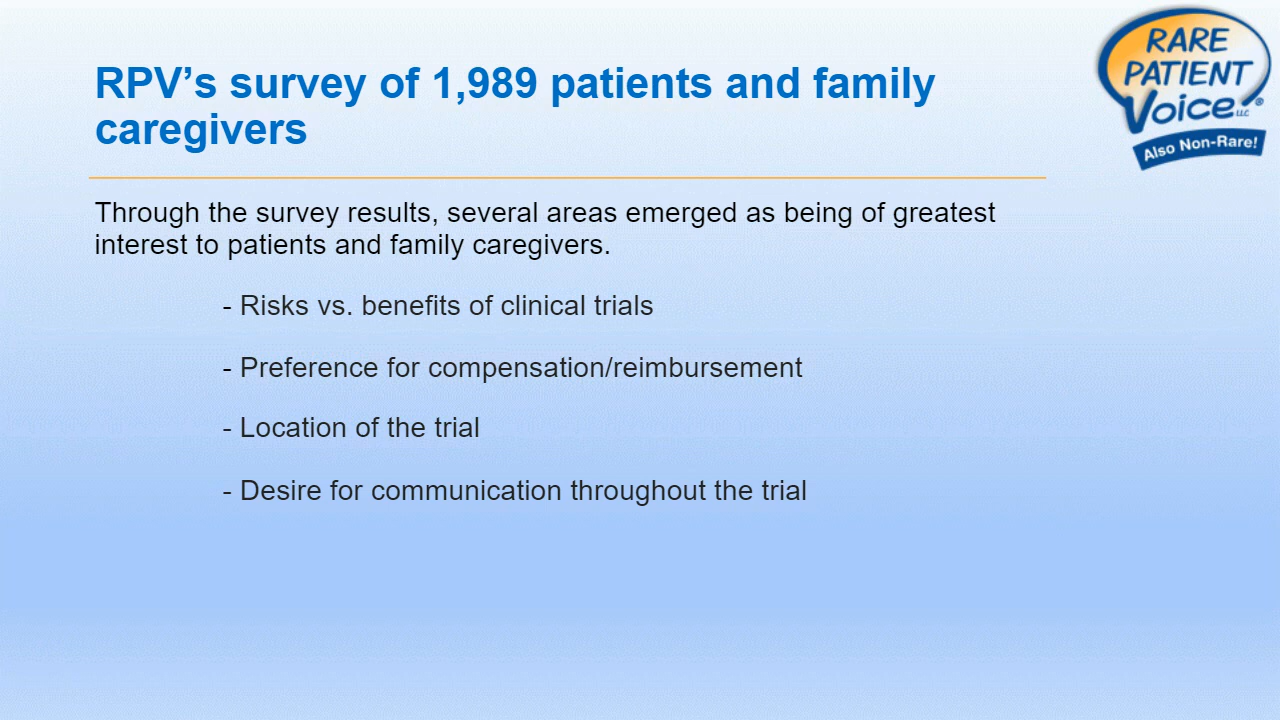 RPV’s survey of 1,989 patients and family
caregivers
RARE
PATIENT
VOICE LLC ®
Also Non-Rare!
Through the survey results, several areas emerged as being of greatest
interest to patients and family caregivers.
- Risks vs. benefits of clinical trials
- Preference for compensation/reimbursement
- Location of the trial
- Desire for communication throughout the trial